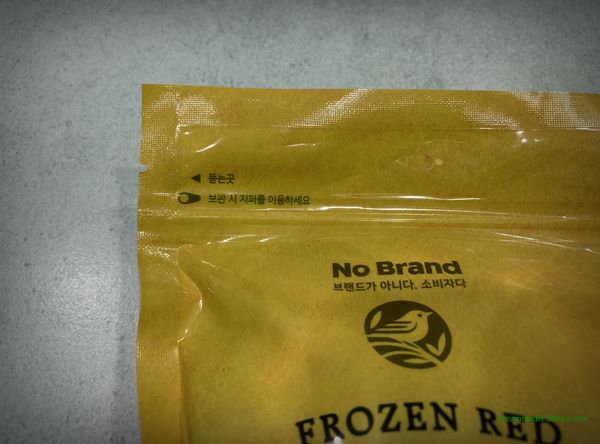 뜯는곳
보관 시 지퍼를 이용하세요
No Brand
브랜드가 아니다. 소비자다
FROZEN RED